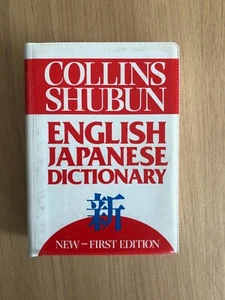 COLLINS
SHUBUN
ENGLISH
JAPANESE
DICTIONARY
新
NEW – FIRST EDITION